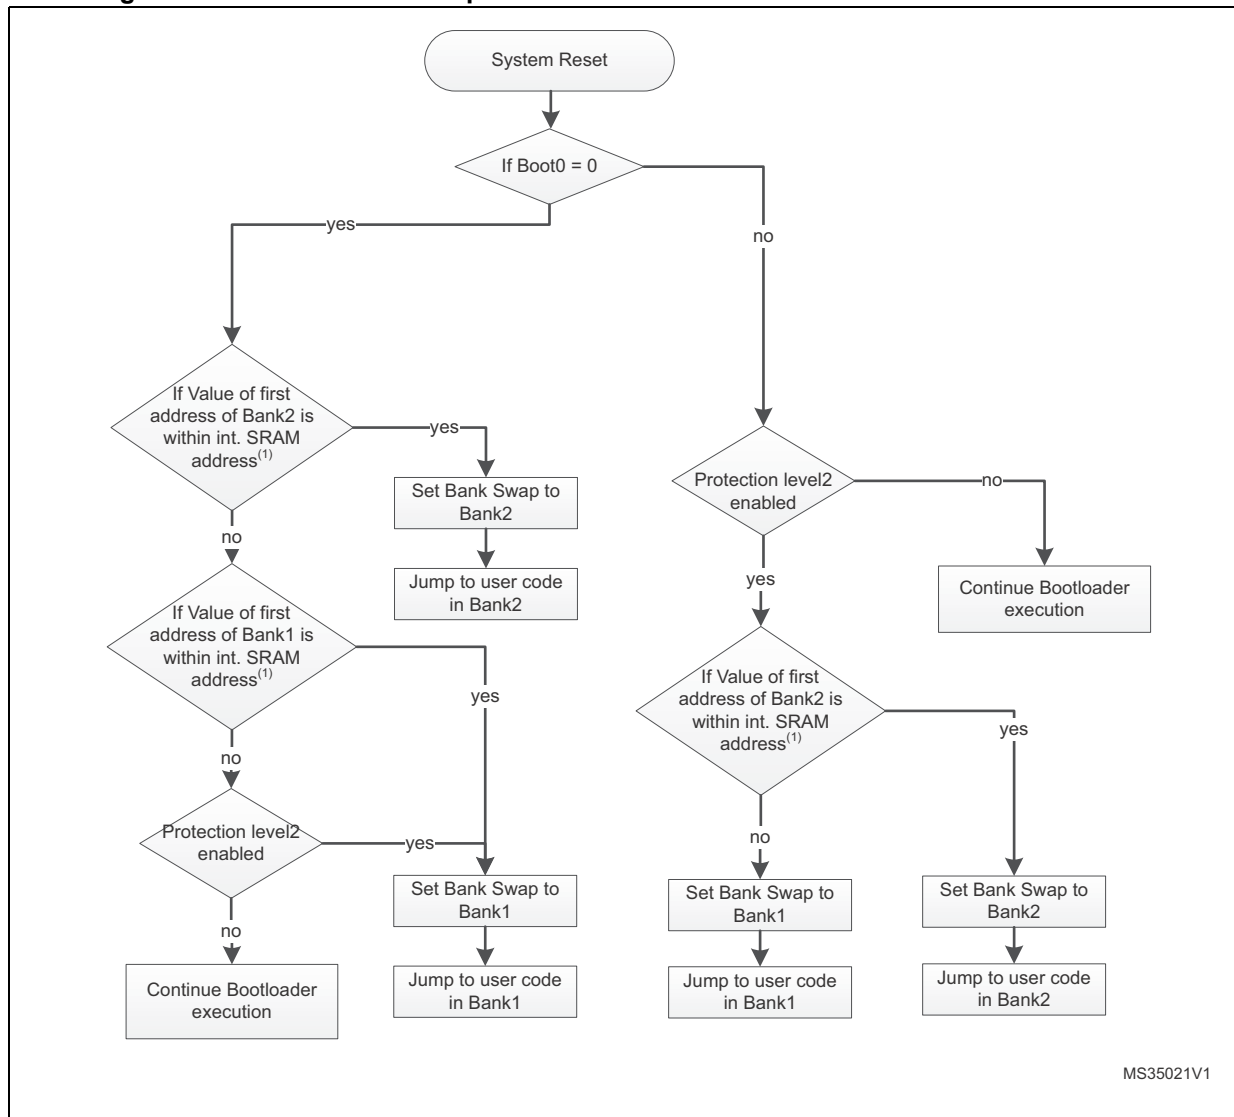 System Reset
If Boot0 = 0
yes
no
If Value of first
address of Bank2 is
within int. SRAM
address(1)
yes
Set Bank Swap to
Bank2
Jump to user code
in Bank2
no
If Value of first
address of Bank1 is
within int. SRAM
address(1)
yes
no
Protection level2
enabled
yes
Set Bank Swap to
Bank1
Jump to user code
in Bank1
no
Continue Bootloader
execution
Protection level2
enabled
no
Continue Bootloader
execution
yes
If Value of first
address of Bank2 is
within int. SRAM
address(1)
yes
no
Set Bank Swap to
Bank1
Jump to user code
in Bank1
Set Bank Swap to
Bank2
Jump to user code
in Bank2
MS35021V1